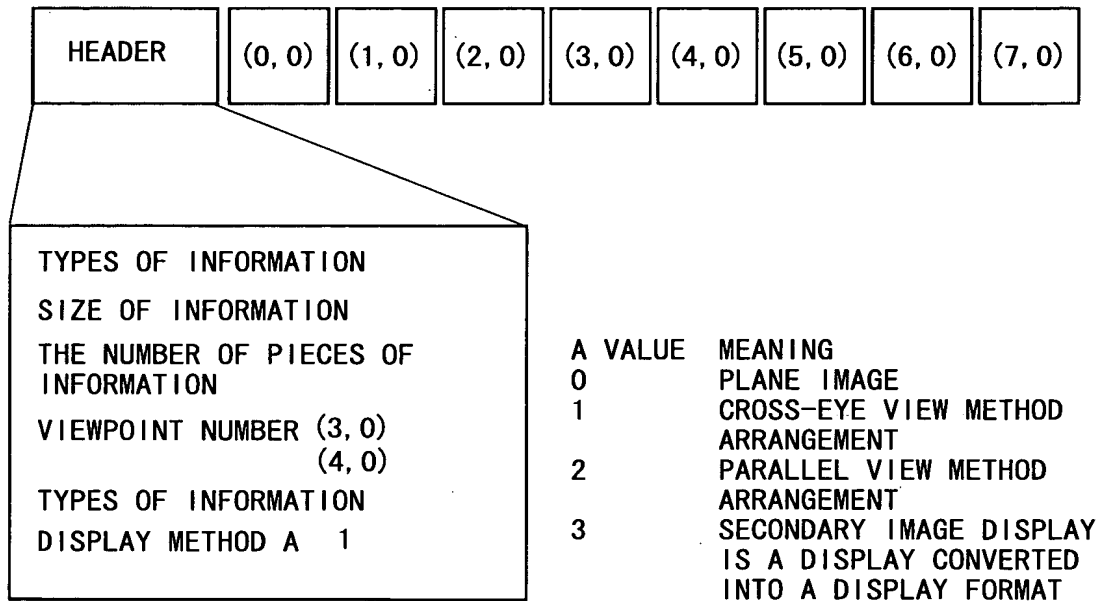 HEADER (0, 0) (1, 0) (2, 0) (3, 0) (4, 0) (5, 0) (6, 0) (7, 0)
TYPES OF INFORMATION
SIZE OF INFORMATION
THE NUMBER OF PIECES OF
INFORMATION
VIEWPOINT NUMBER (3, 0)
(4, 0)
TYPES OF INFORMATION
DISPLAY METHOD A 1
A VALUE MEANING
0 PLANE IMAGE
1 CROSS-EYE VIEW METHOD
ARRANGEMENT
2 PARALLEL VIEW METHOD
ARRANGEMENT
3 SECONDARY IMAGE DISPLAY
IS A DISPLAY CONVERTED
INTO A DISPLAY FORMAT